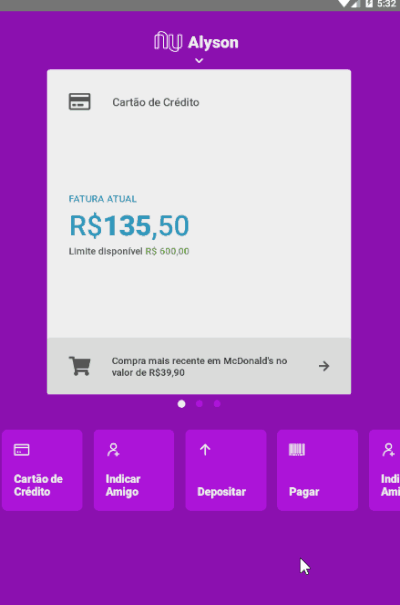 5:32
nu Alyson
Cartão de Crédito
FATURA ATUAL
R$135,50
Limite disponível R$ 600,00
Compra mais recente em McDonald's no
valor de R$39,90
Cartão de
Crédito
Indicar
Amigo
Depositar
Pagar
Indi
Ami